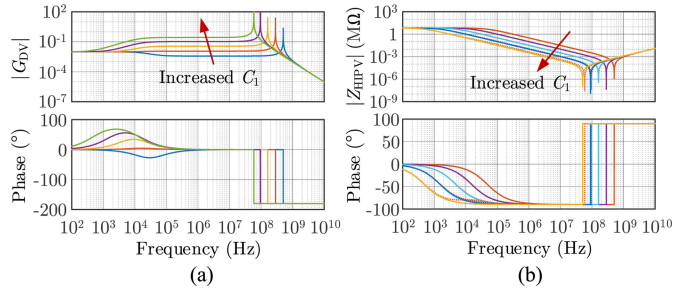 |G_DV|
10^2
10^-1
10^-4
10^-7
Increased C_1
Phase (°)
100
0
-100
-200
10^2 10^3 10^4 10^5 10^6 10^7 10^8 10^9 10^10
Frequency (Hz)
(a)
|Z_HIPV| (MΩ)
10^3
10^0
10^-3
10^-6
10^-9
Increased C_1
Phase (°)
100
50
0
-50
-100
10^2 10^3 10^4 10^5 10^6 10^7 10^8 10^9 10^10
Frequency (Hz)
(b)